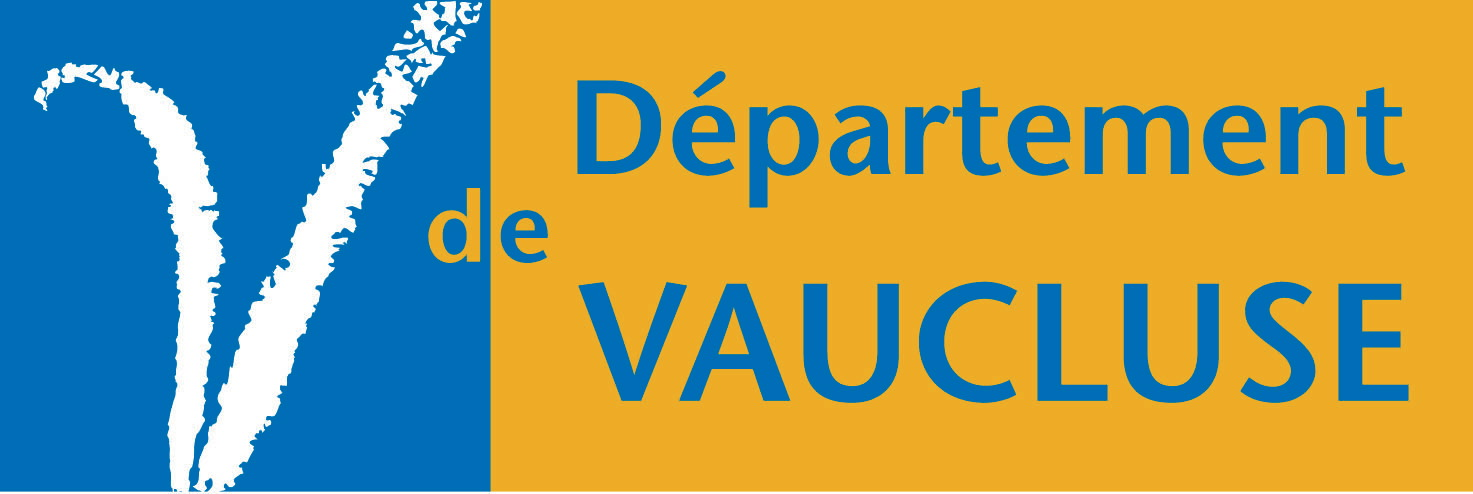 Département
de
VAUCLUSE